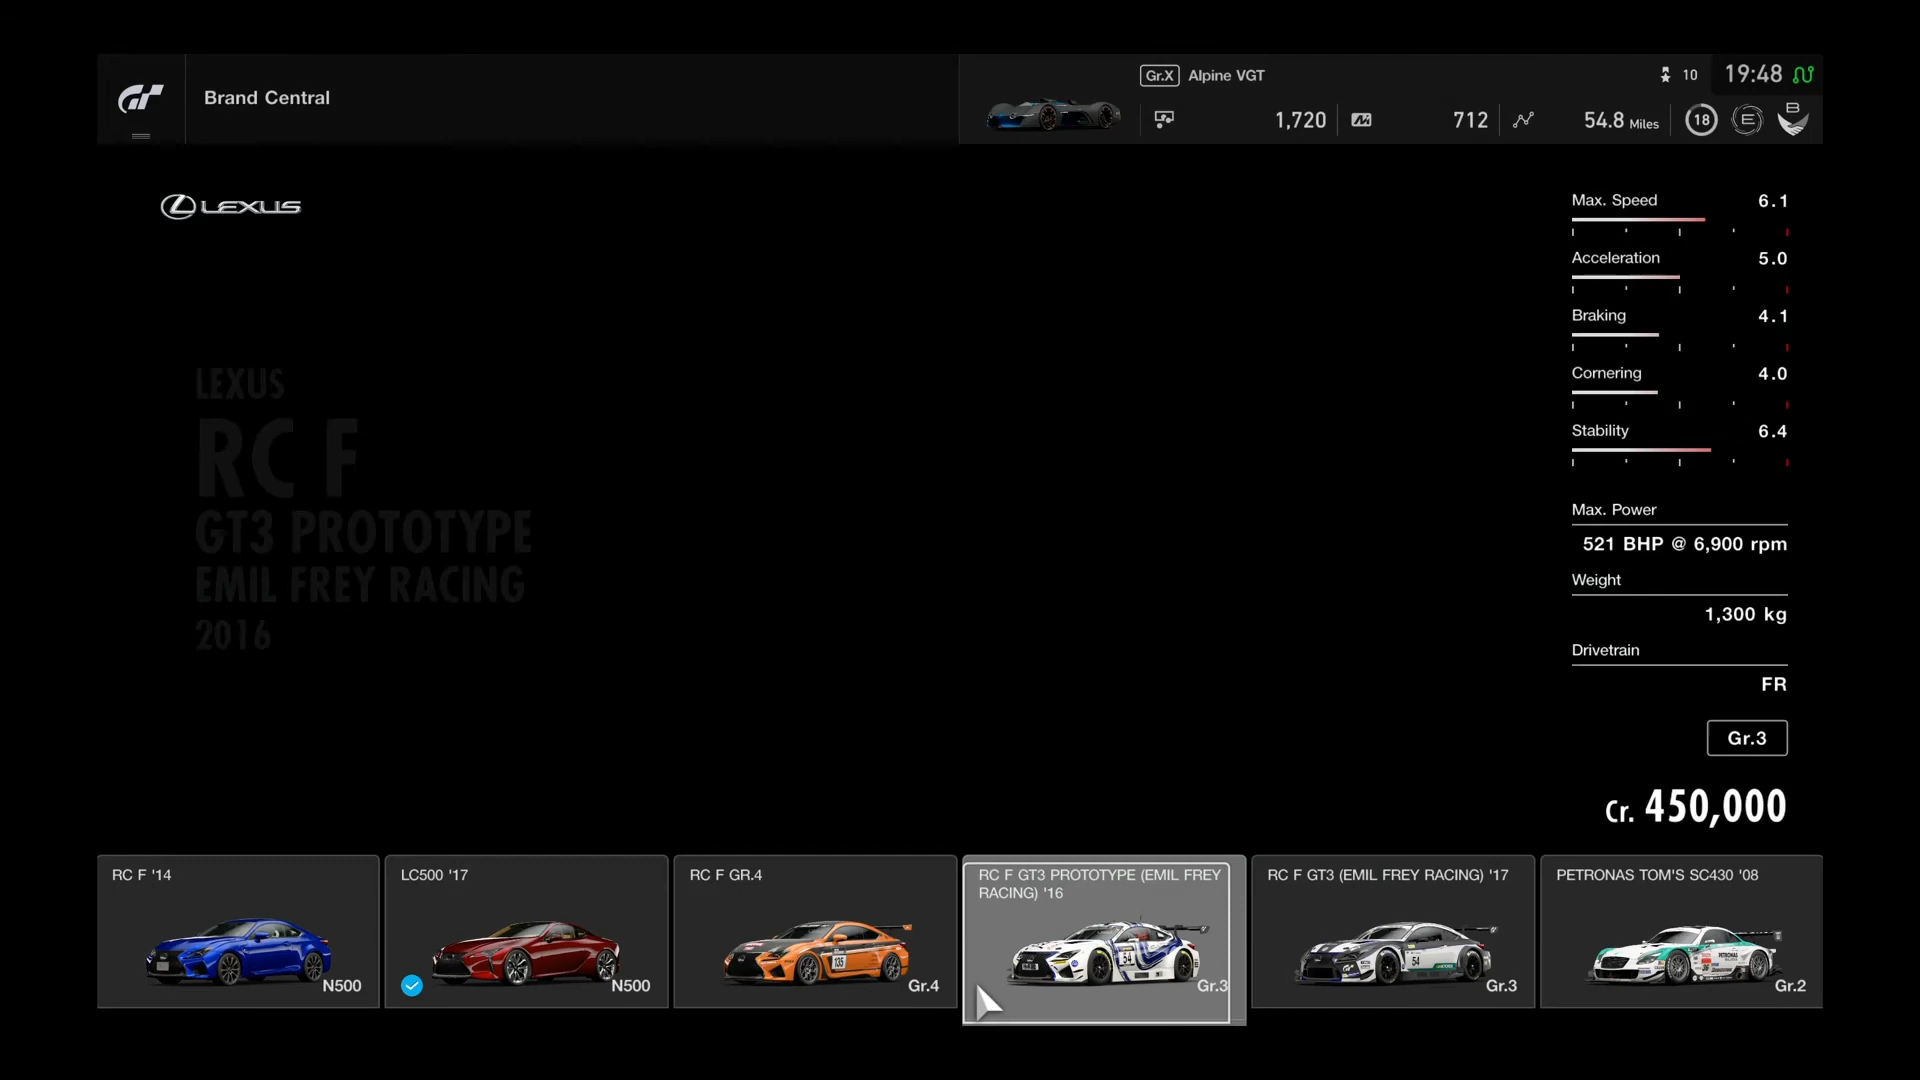 GT
Brand Central
Gr.X Alpine VGT
10
19:48
1,720
712
54.8 Miles
18
E
B
LEXUS
Max. Speed 6.1
Acceleration 5.0
Braking 4.1
Cornering 4.0
Stability 6.4
LEXUS
RC F
GT3 PROTOTYPE
EMIL FREY RACING
2016
Max. Power
521 BHP @ 6,900 rpm
Weight
1,300 kg
Drivetrain
FR
Gr.3
Cr. 450,000
RC F '14
N500
LC500 '17
N500
RC F GR.4
135
Gr.4
RC F GT3 PROTOTYPE (EMIL FREY
RACING) '16
54
Gr.3
RC F GT3 (EMIL FREY RACING) '17
54
Gr.3
PETRONAS TOM'S SC430 '08
Gr.2